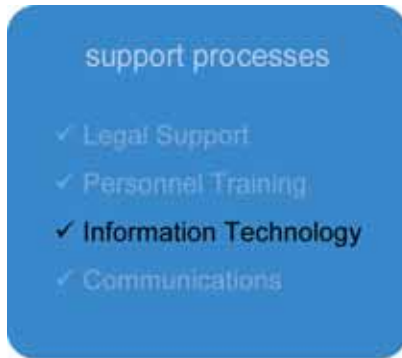 support processes
✓ Legal Support
✓ Personnel Training
✓ Information Technology
✓ Communications